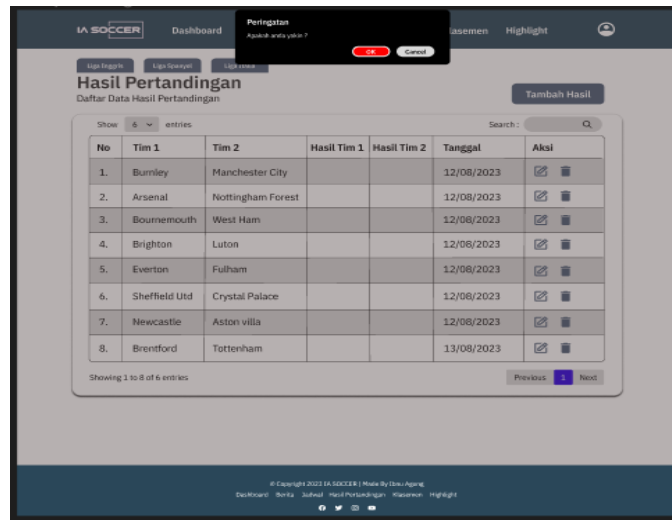 IA SOCCER
Dashboard
Klasemen
Highlight
Peringatan
Apakah anda yakin ?
OK
Cancel
Liga Inggris
Liga Spanyol
Hasil Pertandingan
Daftar Data Hasil Pertandingan
Tambah Hasil
Show 6 entries
Search :
No Tim 1 Tim 2 Hasil Tim 1 Hasil Tim 2 Tanggal Aksi
1. Burnley Manchester City 12/08/2023
2. Arsenal Nottingham Forest 12/08/2023
3. Bournemouth West Ham 12/08/2023
4. Brighton Luton 12/08/2023
5. Everton Fulham 12/08/2023
6. Sheffield Utd Crystal Palace 12/08/2023
7. Newcastle Aston villa 12/08/2023
8. Brentford Tottenham 13/08/2023
Showing 1 to 8 of 6 entries
Previous 1 Next
© Copyright 2023 IA SOCCER | Made By Ibnu Agung
Dashboard Berita Jadwal Hasil Pertandingan Klasemen Highlight